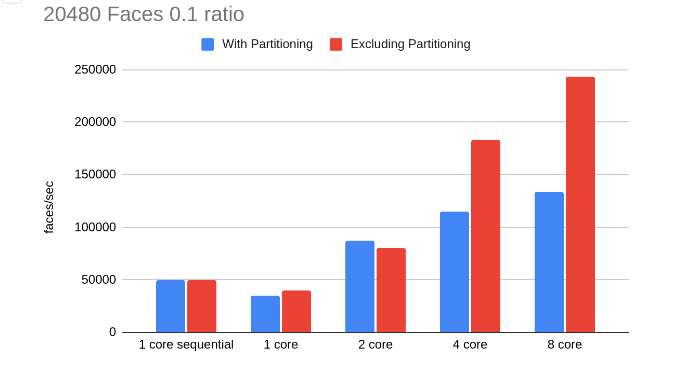 20480 Faces 0.1 ratio
With Partitioning Excluding Partitioning
250000
200000
150000
100000
50000
0
faces/sec
1 core sequential 1 core 2 core 4 core 8 core